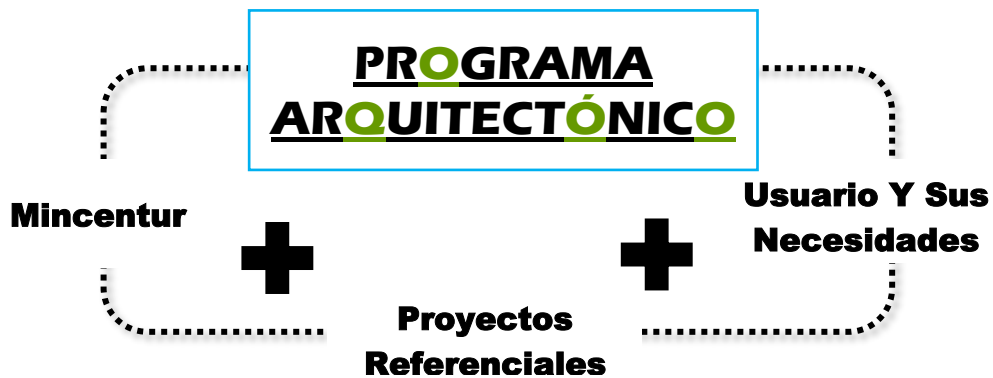 PROGRAMA
ARQUITECTÓNICO
Mincentur
Usuario Y Sus
Necesidades
Proyectos
Referenciales